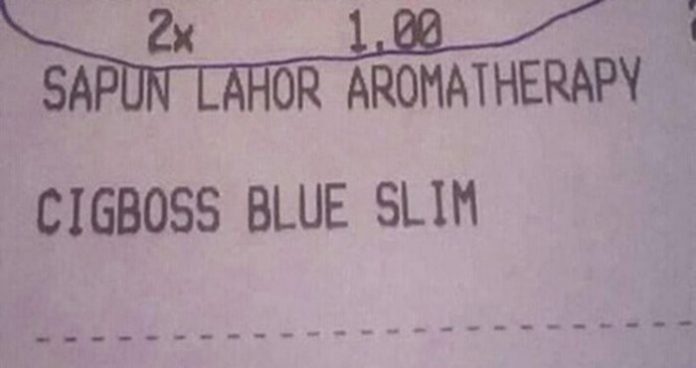 2x 1.00
SAPUN LAHOR AROMATHERAPY
CIGBOSS BLUE SLIM